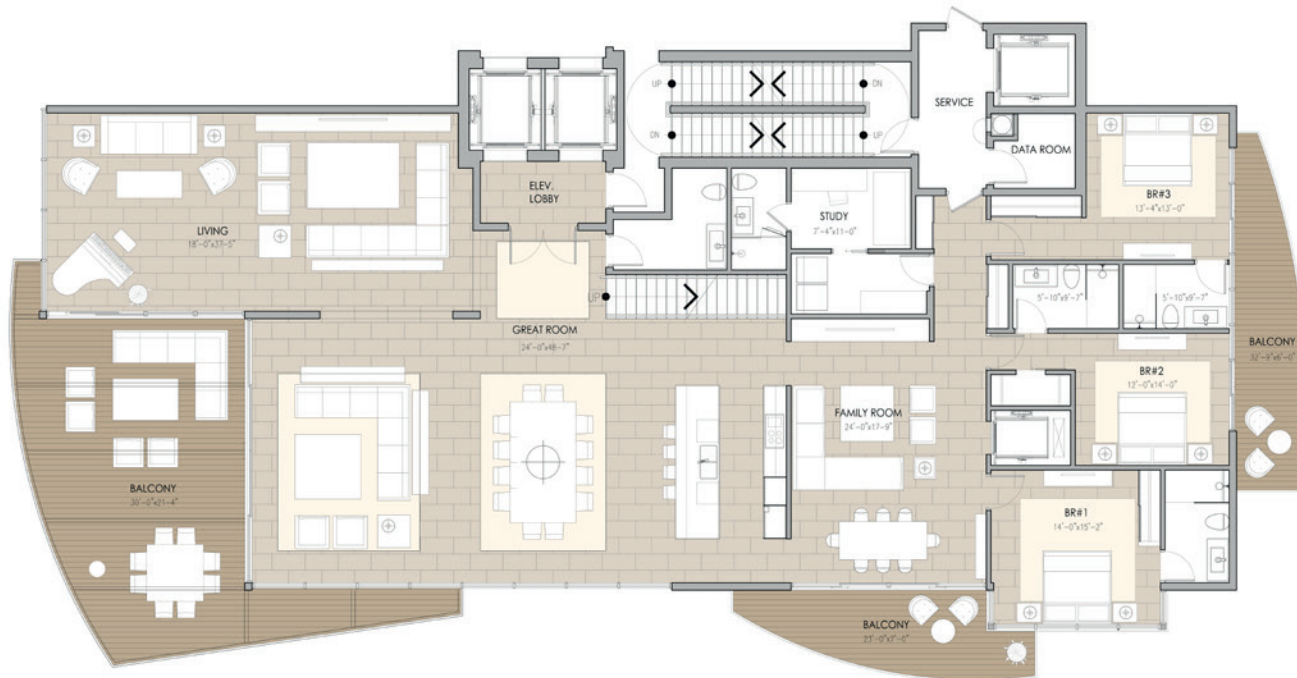 UP
DN
DN
UP
SERVICE
DATA ROOM
ELEV.
LOBBY
BR#3
13'-4"x13'-0"
LIVING
18'-0"x37-5"
STUDY
7'-4"x11-0"
UP
5'-10"x9'-7"
5'-10"x9'-7"
GREAT ROOM
24'-0"x48-7"
BALCONY
32'-9"x6'-0"
BR#2
12'-0"x14'-0"
FAMILY ROOM
24'-0"x17-9"
BALCONY
30'-0"x21-4"
BR#1
14'-0"x15'-2"
BALCONY
23'-0"x7'-0"